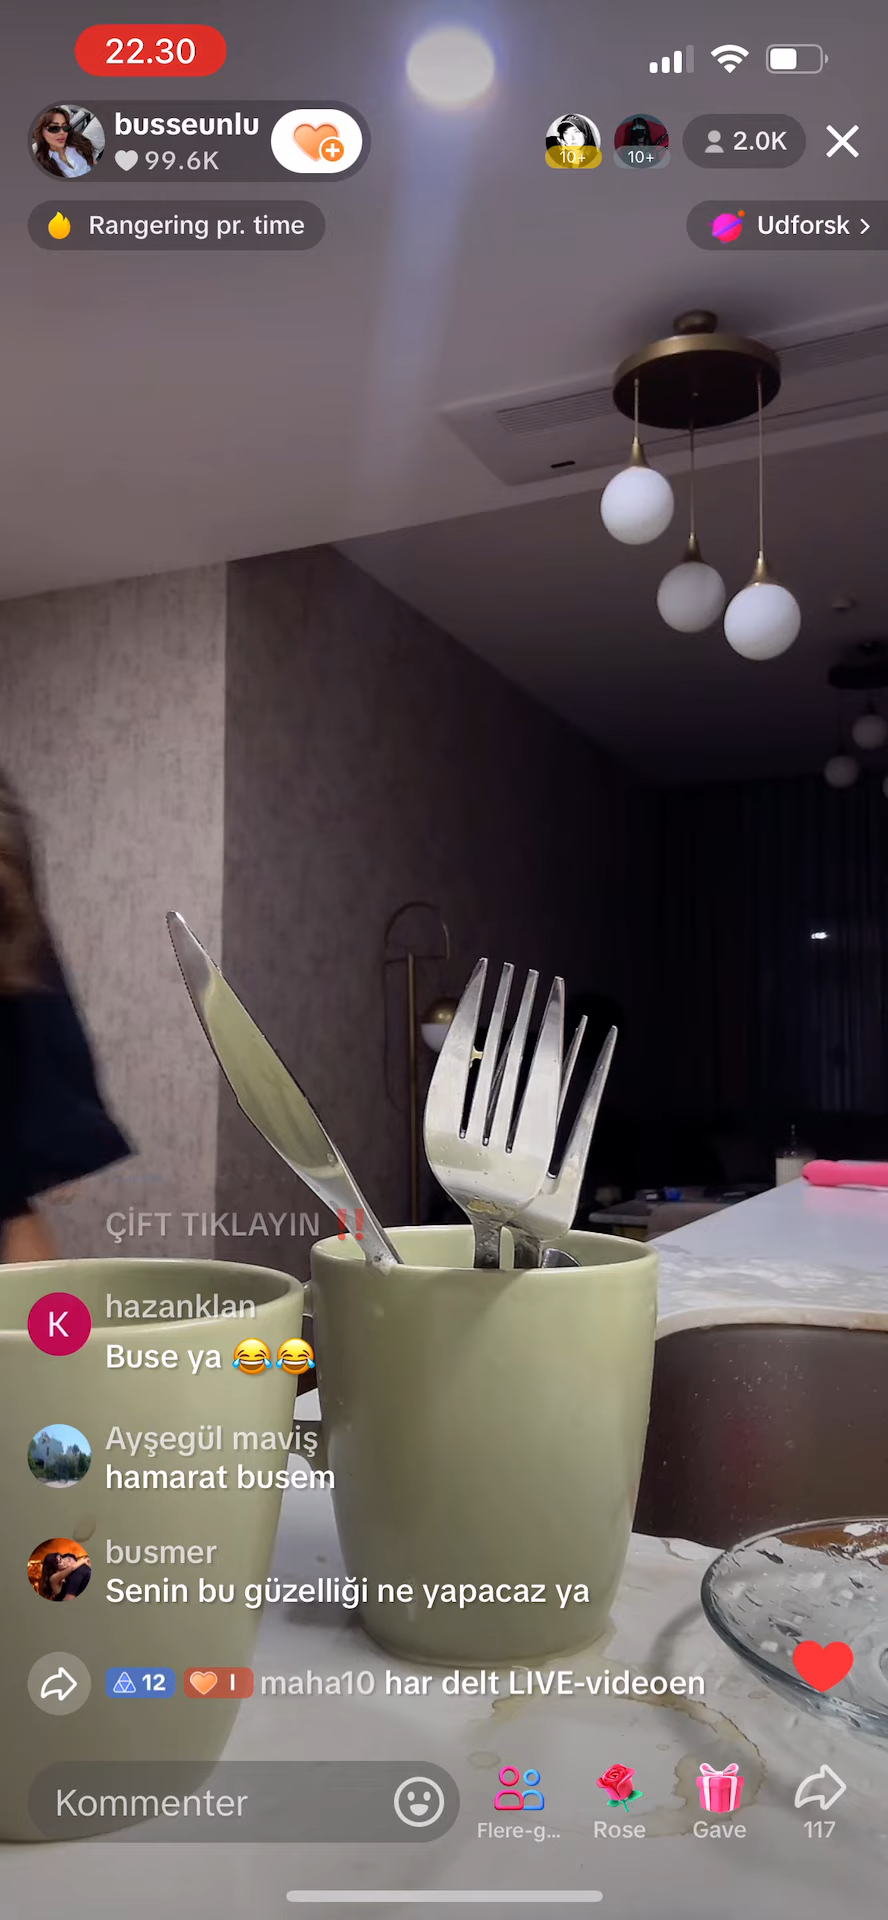 22.30
busseunlu
99.6K
10+
10+
2.0K
Rangering pr. time
Udforsk
ÇİFT TIKLAYIN ‼️
K
hazanklan
Buse ya 😂😂
Ayşegül maviş
hamarat busem
busmer
Senin bu güzelliği ne yapacaz ya
12 I maha10 har delt LIVE-videoen
Kommenter
Flere-g...
Rose
Gave
117